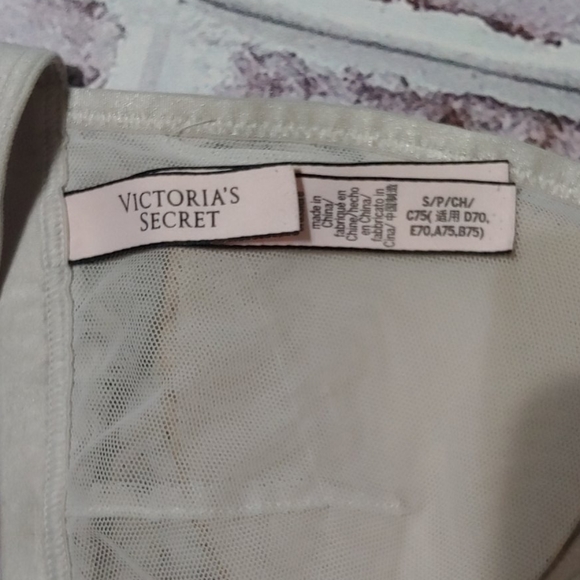 VICTORIA'S
SECRET
made in
China/
fabriqué en
Chine/hecho
en China/
fabbricato in
Cina/ 中国制造
S/P/CH/
C75( 适用 D70,
E70,A75,B75)